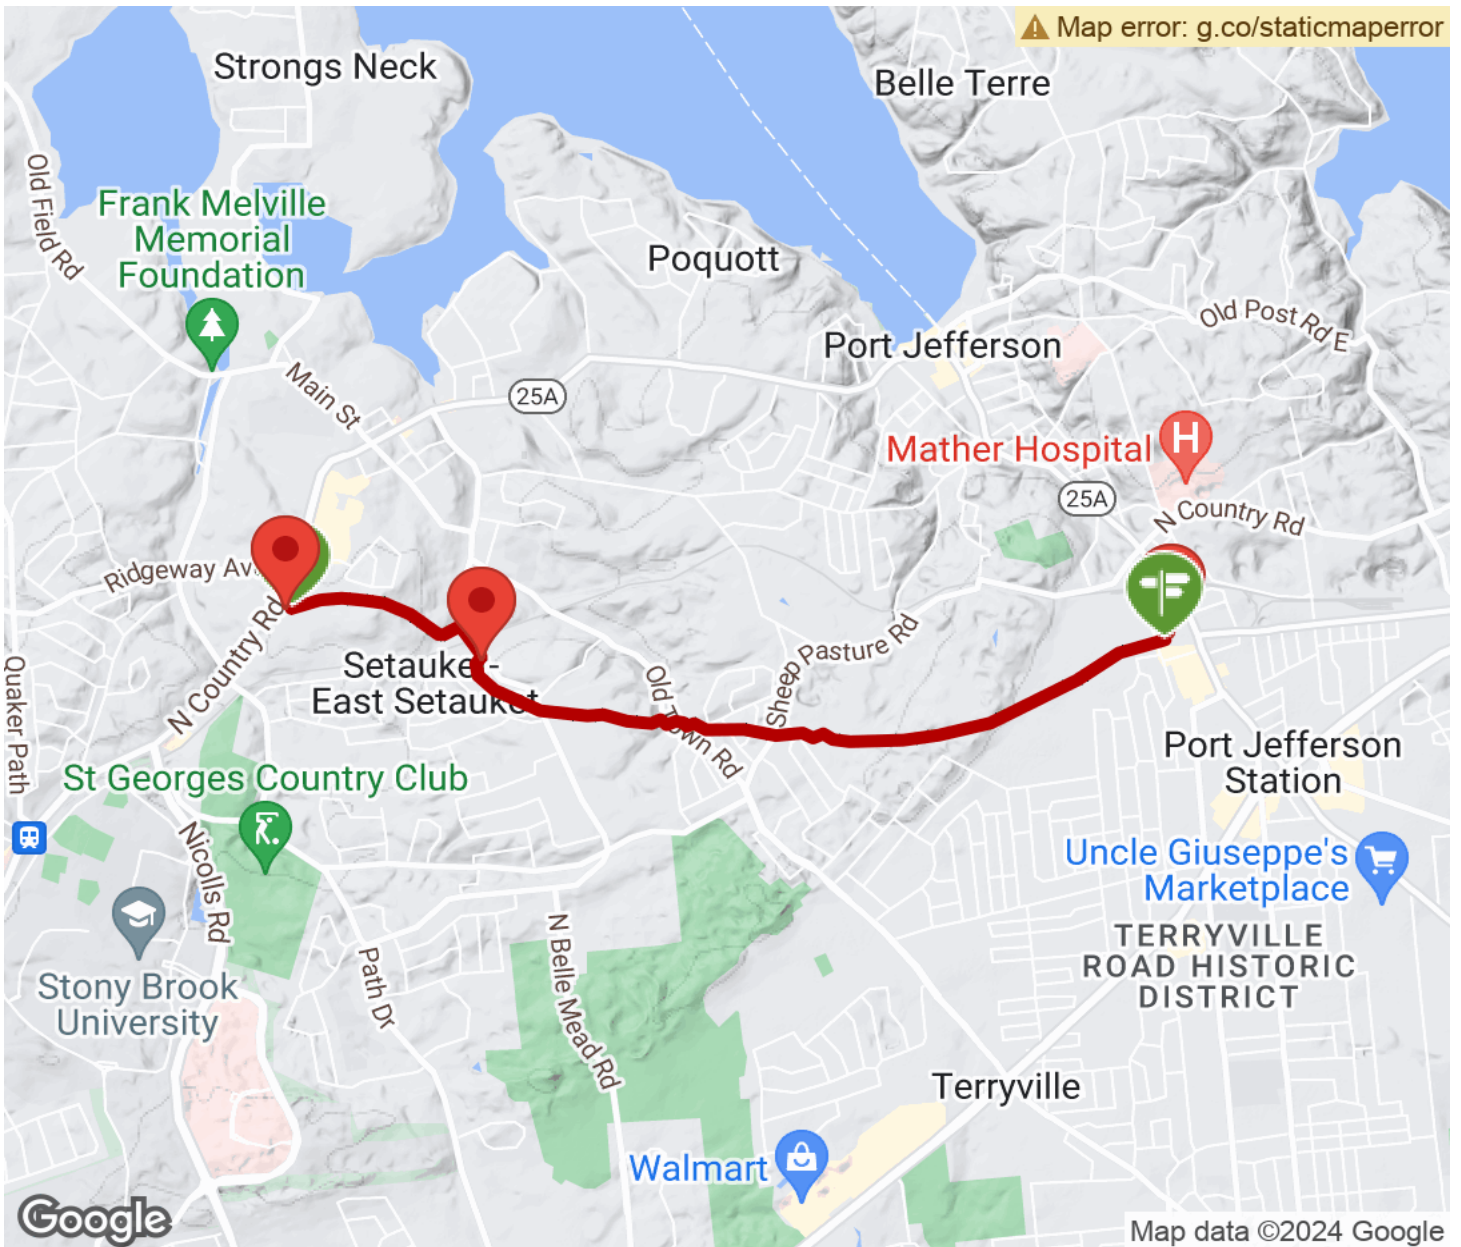 Map error: g.co/staticmaperror
Strongs Neck
Belle Terre
Old Field Rd
Frank Melville
Memorial
Foundation
Poquott
Old Post Rd E
Port Jefferson
Main St
25A
Mather Hospital
H
25A
N Country Rd
Ridgeway Av
N Country Rd
Quaker Path
Setauket -
East Setauket
Old Town Rd
Sheep Pasture Rd
Port Jefferson
Station
St Georges Country Club
Nicolls Rd
Uncle Giuseppe's
Marketplace
TERRYVILLE
ROAD HISTORIC
DISTRICT
Stony Brook
University
Path Dr
N Belle Mead Rd
Terryville
Walmart
Google
Map data ©2024 Google